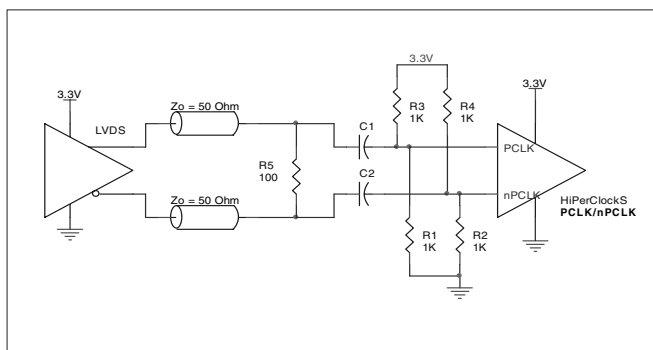 3.3V
3.3V
3.3V
LVDS
Zo = 50 Ohm
C1
R3
1K
R4
1K
PCLK
R5
100
Zo = 50 Ohm
C2
nPCLK
HiPerClockS
PCLK/nPCLK
R1
1K
R2
1K